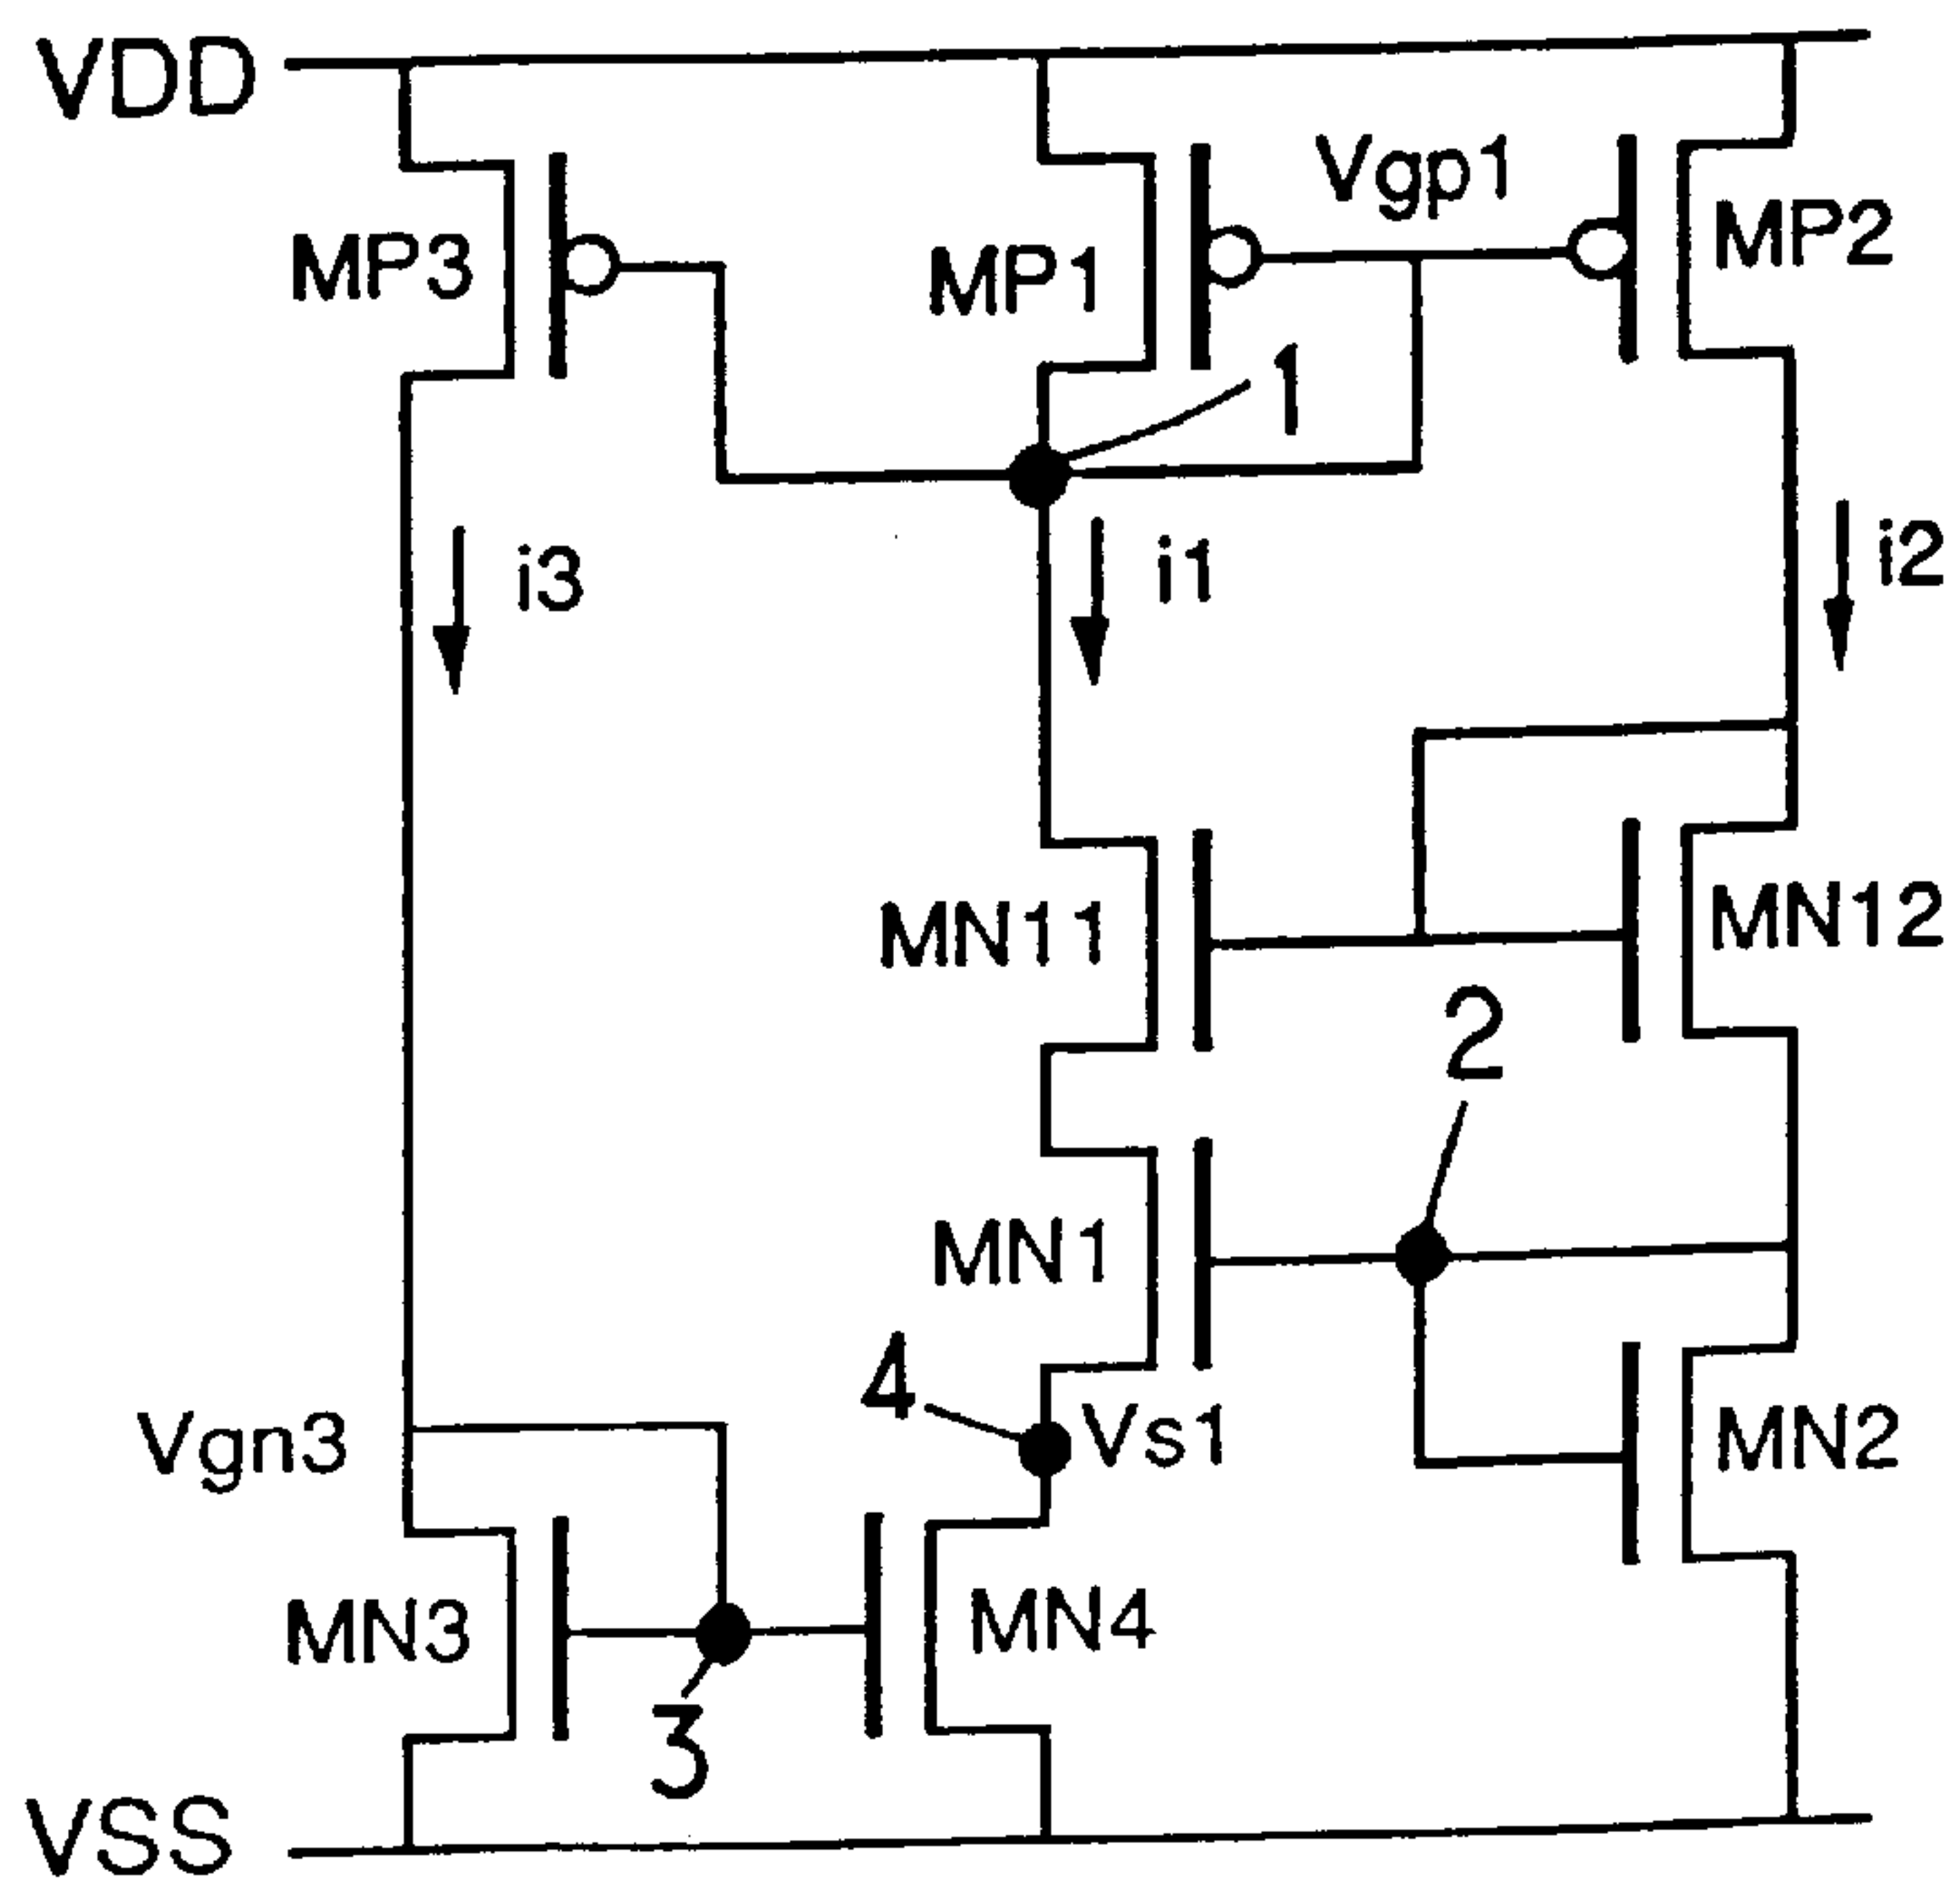 VDD
Vgp1
MP3
MP1
MP2
1
i3
i1
i2
MN11
MN12
2
MN1
4
Vgn3
Vs1
MN2
MN3
MN4
3
VSS